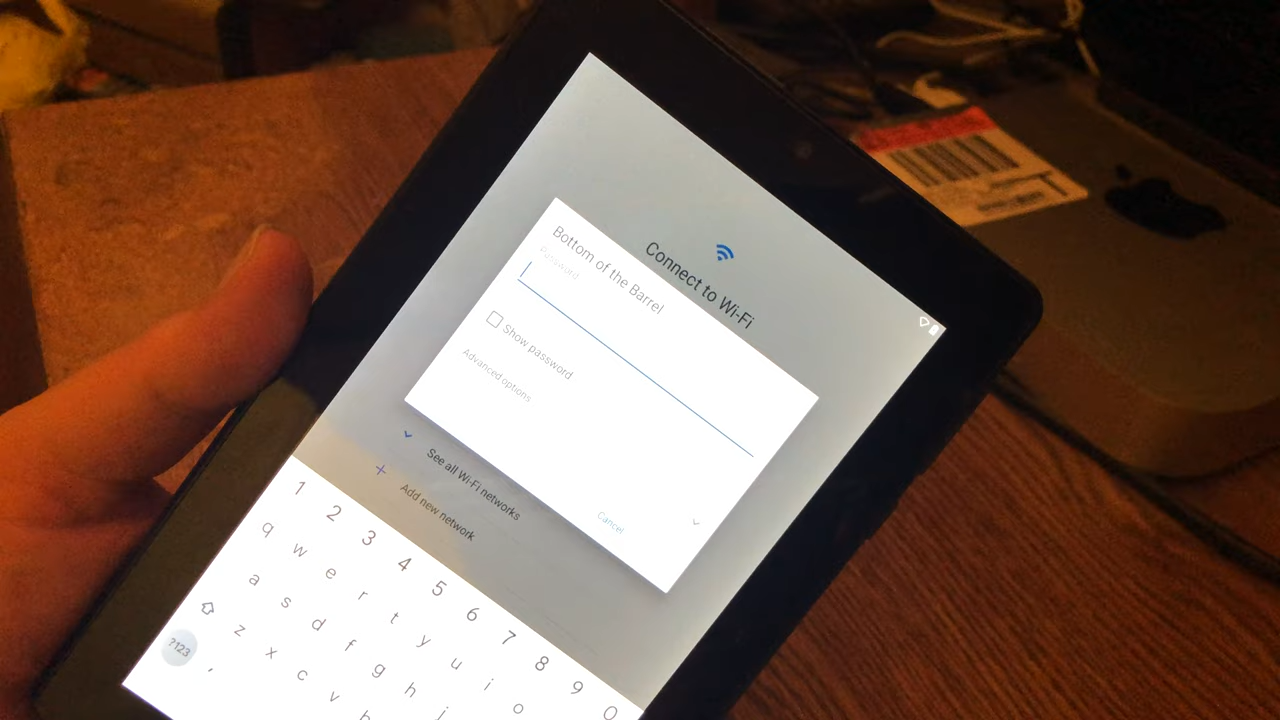 Connect to Wi-Fi
Bottom of the Barrel
Password
Show password
Advanced options
Cancel
See all Wi-Fi networks
Add new network
1 2 3 4 5 6 7 8 9 0
q w e r t y u i o
a s d f g h j
z x c v b
?123 ,